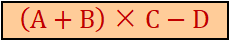 (A + B) × C − D